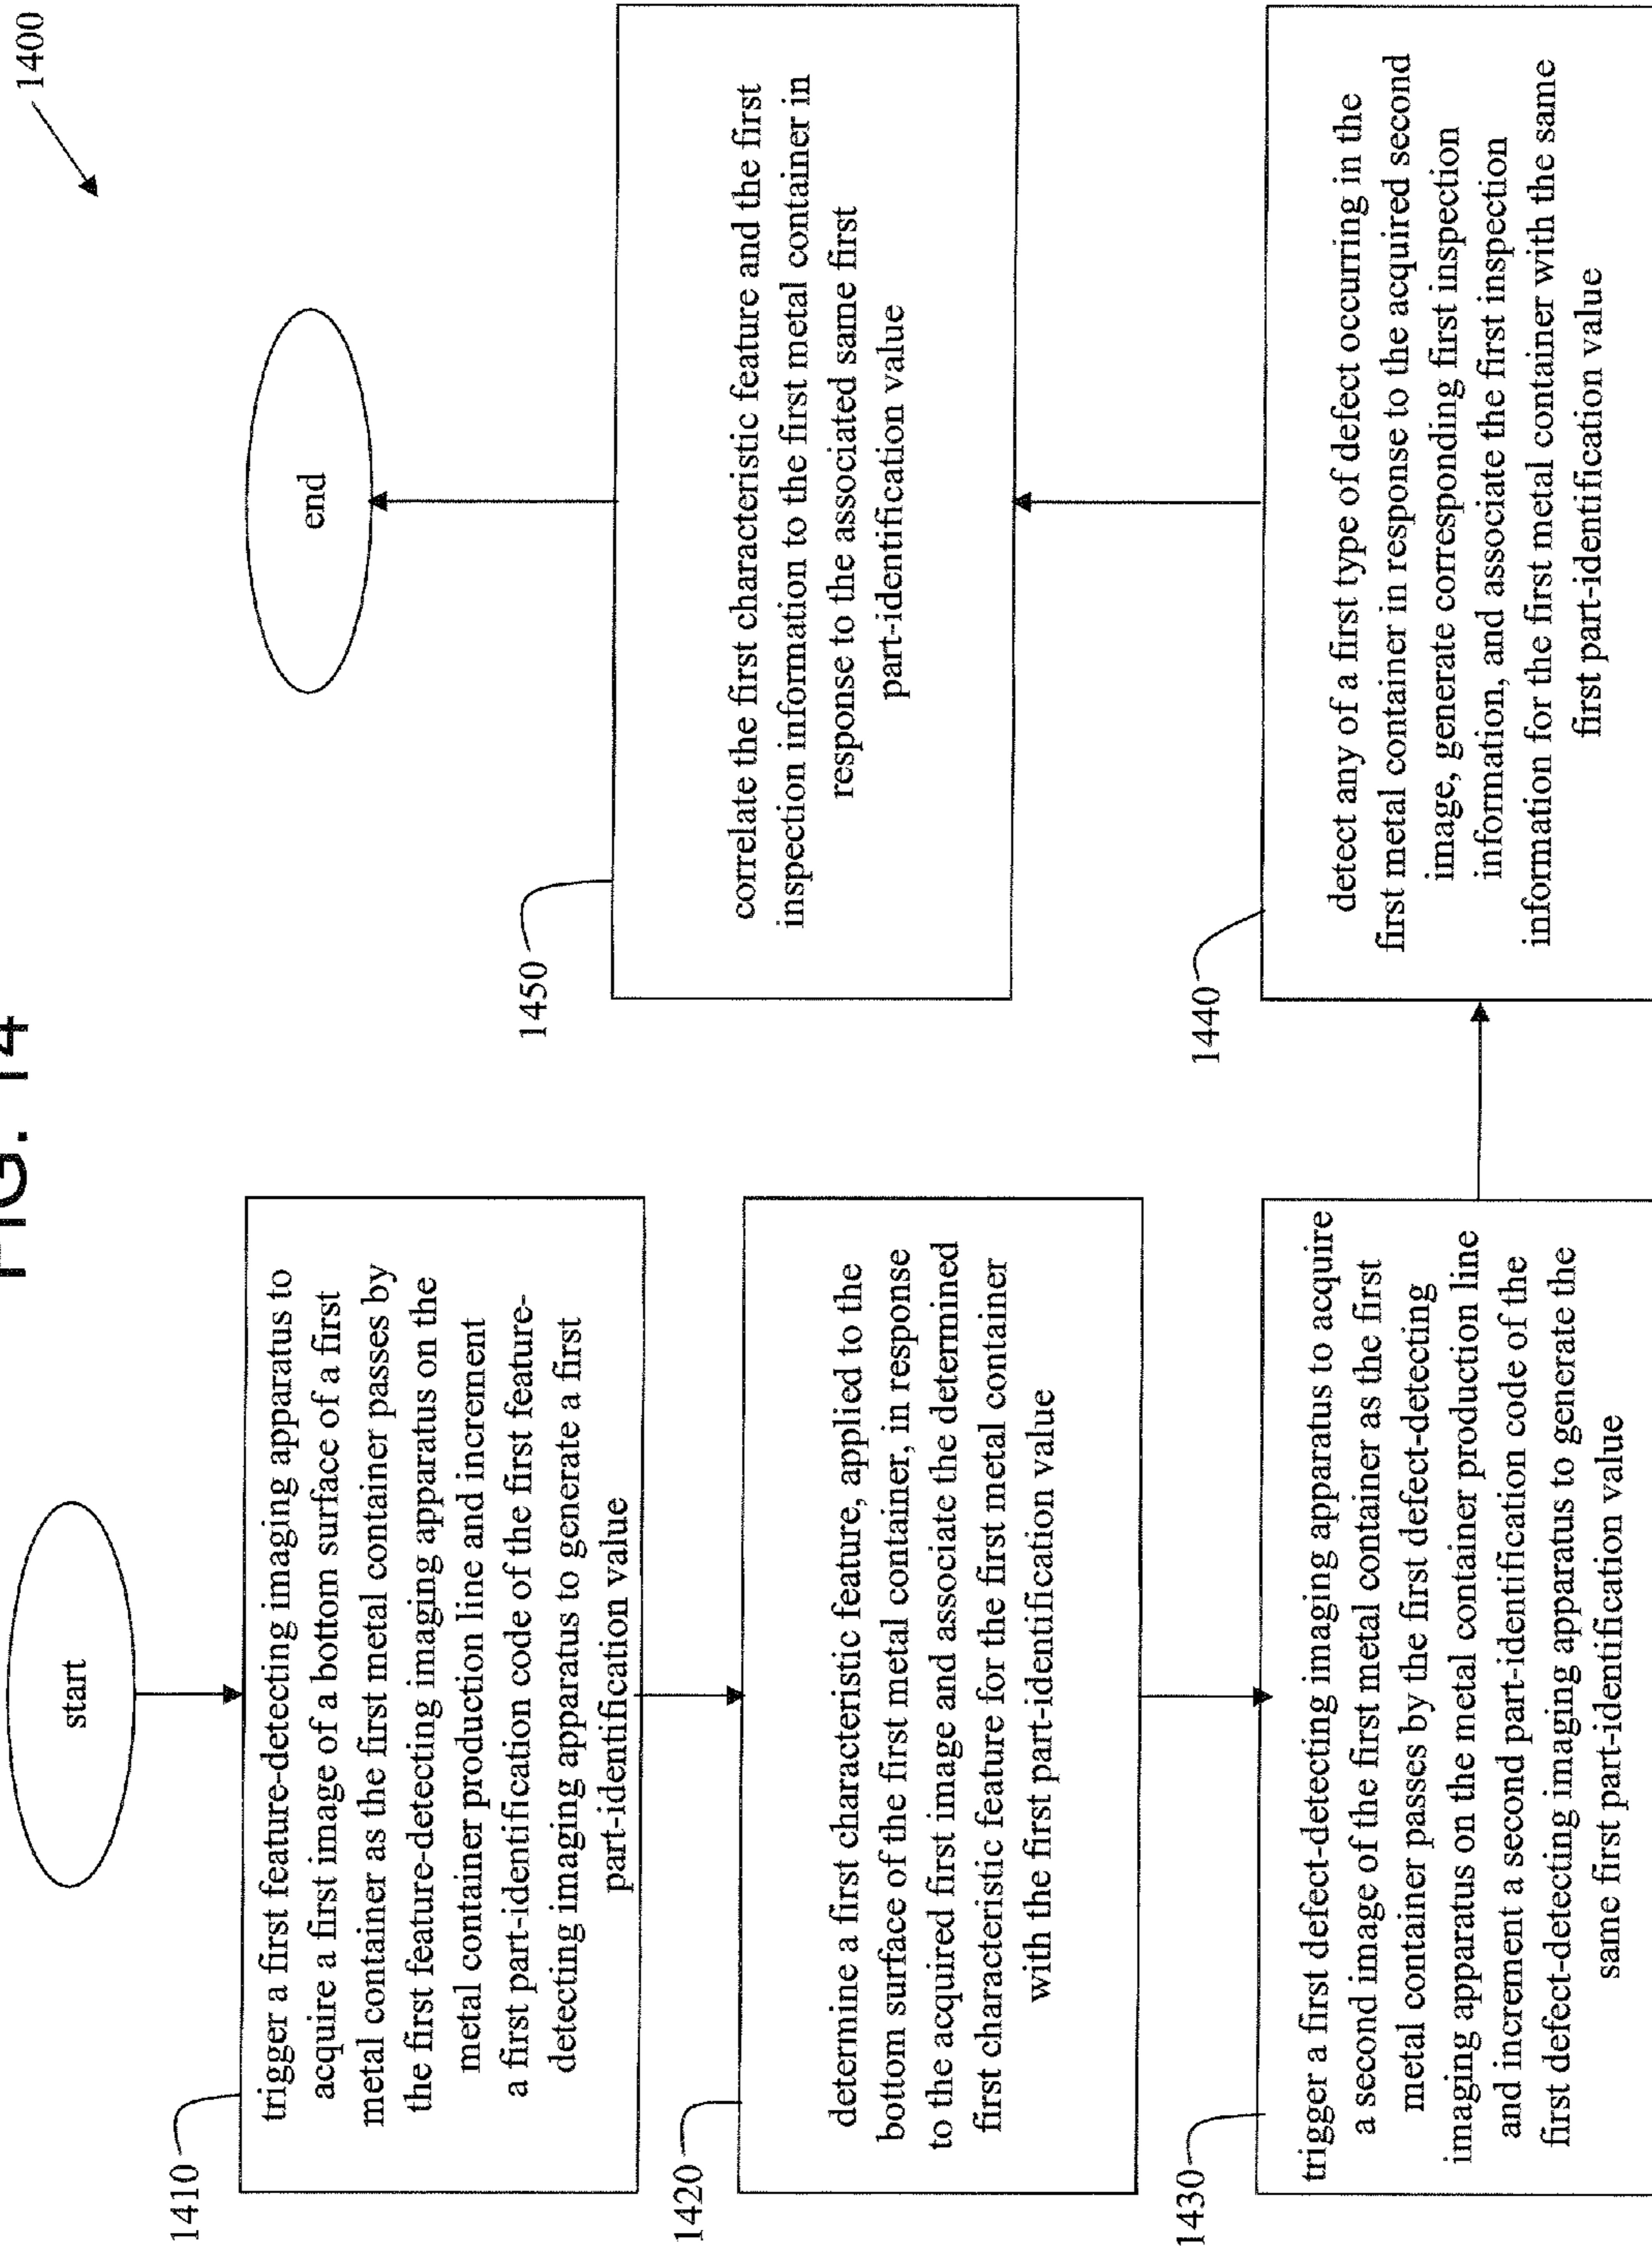 FIG. 14
1400
start
1410
trigger a first feature-detecting imaging apparatus to
acquire a first image of a bottom surface of a first
metal container as the first metal container passes by
the first feature-detecting imaging apparatus on the
metal container production line and increment
a first part-identification code of the first feature-
detecting imaging apparatus to generate a first
part-identification value
1420
determine a first characteristic feature, applied to the
bottom surface of the first metal container, in response
to the acquired first image and associate the determined
first characteristic feature for the first metal container
with the first part-identification value
1430
trigger a first defect-detecting imaging apparatus to acquire
a second image of the first metal container as the first
metal container passes by the first defect-detecting
imaging apparatus on the metal container production line
and increment a second part-identification code of the
first defect-detecting imaging apparatus to generate the
same first part-identification value
1440
detect any of a first type of defect occurring in the
first metal container in response to the acquired second
image, generate corresponding first inspection
information, and associate the first inspection
information for the first metal container with the same
first part-identification value
1450
correlate the first characteristic feature and the first
inspection information to the first metal container in
response to the associated same first
part-identification value
end